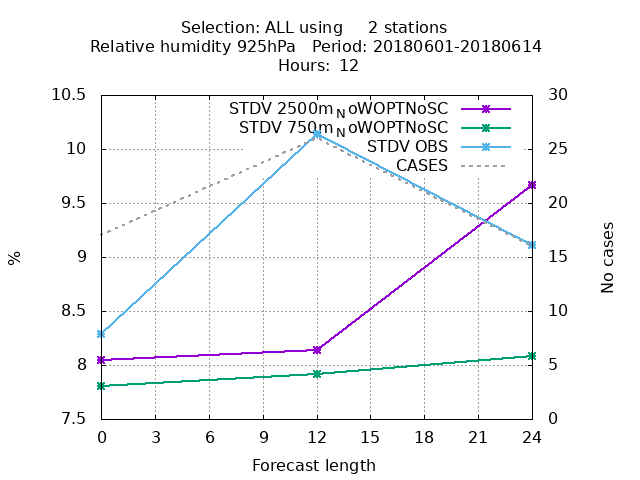 Selection: ALL using 2 stations
Relative humidity 925hPa Period: 20180601-20180614
Hours: 12
STDV 2500m_NoWOPTNoSC
STDV 750m_NoWOPTNoSC
STDV OBS
CASES
10.5
10
9.5
9
8.5
8
7.5
%
30
25
20
15
10
5
0
No cases
0 3 6 9 12 15 18 21 24
Forecast length